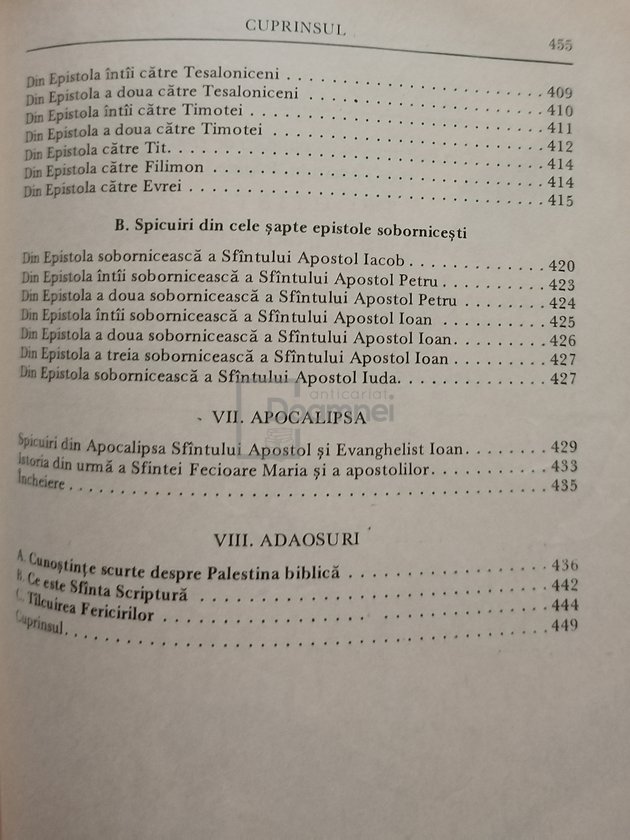 CUPRINSUL 455
Din Epistola întîi către Tesaloniceni . . . . . . . . . . . . . . . . . . . . 409
Din Epistola a doua către Tesaloniceni . . . . . . . . . . . . . . . . . . 410
Din Epistola întîi către Timotei . . . . . . . . . . . . . . . . . . . . . . . 411
Din Epistola a doua către Timotei . . . . . . . . . . . . . . . . . . . . . 412
Din Epistola către Tit. . . . . . . . . . . . . . . . . . . . . . . . . . . . . 414
Din Epistola către Filimon . . . . . . . . . . . . . . . . . . . . . . . . . 414
Din Epistola către Evrei . . . . . . . . . . . . . . . . . . . . . . . . . . . 415
B. Spicuiri din cele șapte epistole sobornicești
Din Epistola sobornicească a Sfîntului Apostol Iacob . . . . . . . . . . 420
Din Epistola întîi sobornicească a Sfîntului Apostol Petru . . . . . . . 423
Din Epistola a doua sobornicească a Sfîntului Apostol Petru . . . . . . 424
Din Epistola întîi sobornicească a Sfîntului Apostol Ioan . . . . . . . . 425
Din Epistola a doua sobornicească a Sfîntului Apostol Ioan. . . . . . . 426
Din Epistola a treia sobornicească a Sfîntului Apostol Ioan . . . . . . 427
Din Epistola sobornicească a Sfîntului Apostol Iuda. . . . . . . . . . . 427
anticariat
Doamnei
VII. APOCALIPSA
Spicuiri din Apocalipsa Sfîntului Apostol și Evanghelist Ioan. . . . . . 429
Istoria din urmă a Sfintei Fecioare Maria și a apostolilor. . . . . . . . 433
Încheiere . . . . . . . . . . . . . . . . . . . . . . . . . . . . . . . . . . . 435
VIII. ADAOSURI
A. Cunoștințe scurte despre Palestina biblică . . . . . . . . . . . . . . . 436
B. Ce este Sfînta Scriptură . . . . . . . . . . . . . . . . . . . . . . . . . 442
C. Tîlcuirea Fericirilor . . . . . . . . . . . . . . . . . . . . . . . . . . . 444
Cuprinsul. . . . . . . . . . . . . . . . . . . . . . . . . . . . . . . . . . . 449